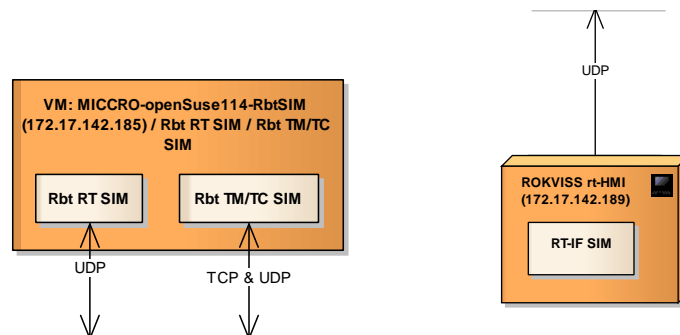 VM: MICCRO-openSuse114-RbtSIM
(172.17.142.185) / Rbt RT SIM / Rbt TM/TC
SIM
Rbt RT SIM
Rbt TM/TC SIM
UDP
TCP & UDP
UDP
ROKVISS rt-HMI
(172.17.142.189)
RT-IF SIM